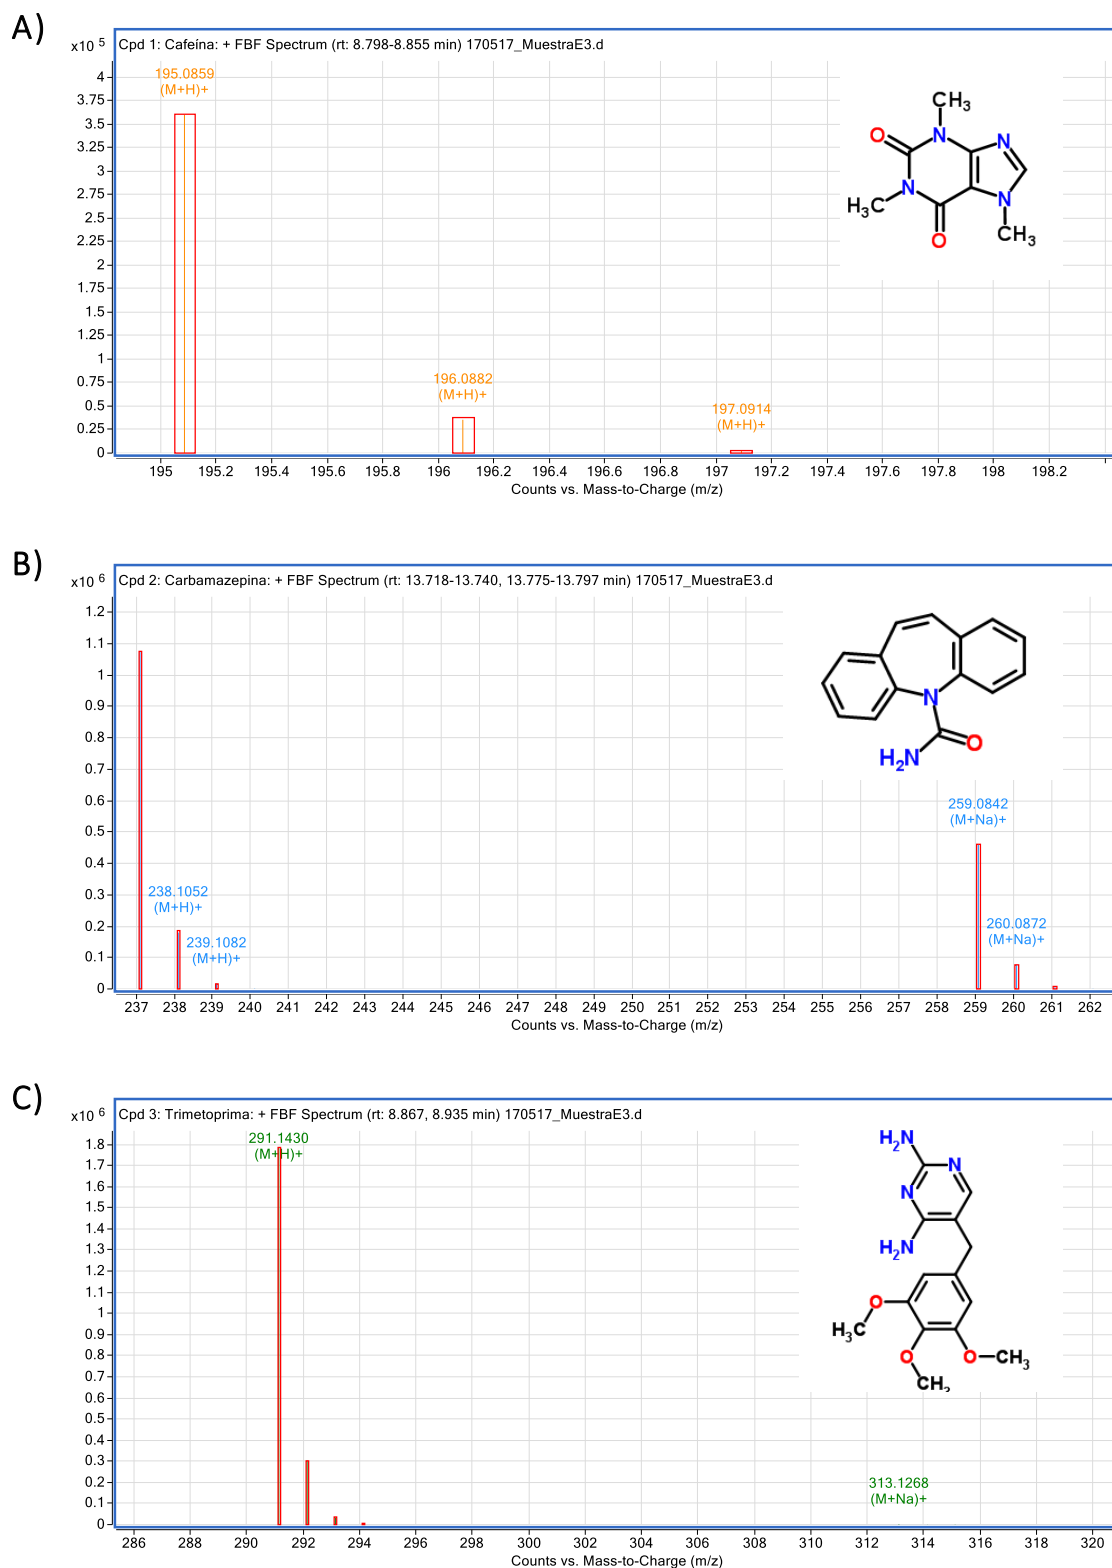 A)
x10 5
Cpd 1: Cafeína: + FBF Spectrum (rt: 8.798-8.855 min) 170517_MuestraE3.d
4
3.75
3.5
3.25
3
2.75
2.5
2.25
2
1.75
1.5
1.25
1
0.75
0.5
0.25
0
195.0859
(M+H)+
196.0882
(M+H)+
197.0914
(M+H)+
CH3
O
N
N
N
H3C
N
O
CH3
195 195.2 195.4 195.6 195.8 196 196.2 196.4 196.6 196.8 197 197.2 197.4 197.6 197.8 198 198.2
Counts vs. Mass-to-Charge (m/z)
B)
x10 6
Cpd 2: Carbamazepina: + FBF Spectrum (rt: 13.718-13.740, 13.775-13.797 min) 170517_MuestraE3.d
1.2
1.1
1
0.9
0.8
0.7
0.6
0.5
0.4
0.3
0.2
0.1
0
238.1052
(M+H)+
239.1082
(M+H)+
N
O
H2N
259.0842
(M+Na)+
260.0872
(M+Na)+
237 238 239 240 241 242 243 244 245 246 247 248 249 250 251 252 253 254 255 256 257 258 259 260 261 262
Counts vs. Mass-to-Charge (m/z)
C)
x10 6
Cpd 3: Trimetoprima: + FBF Spectrum (rt: 8.867, 8.935 min) 170517_MuestraE3.d
1.8
1.7
1.6
1.5
1.4
1.3
1.2
1.1
1
0.9
0.8
0.7
0.6
0.5
0.4
0.3
0.2
0.1
0
291.1430
(M+H)+
H2N
N
N
H2N
O
H3C
O
O
CH3
CH3
313.1268
(M+Na)+
286 288 290 292 294 296 298 300 302 304 306 308 310 312 314 316 318 320
Counts vs. Mass-to-Charge (m/z)